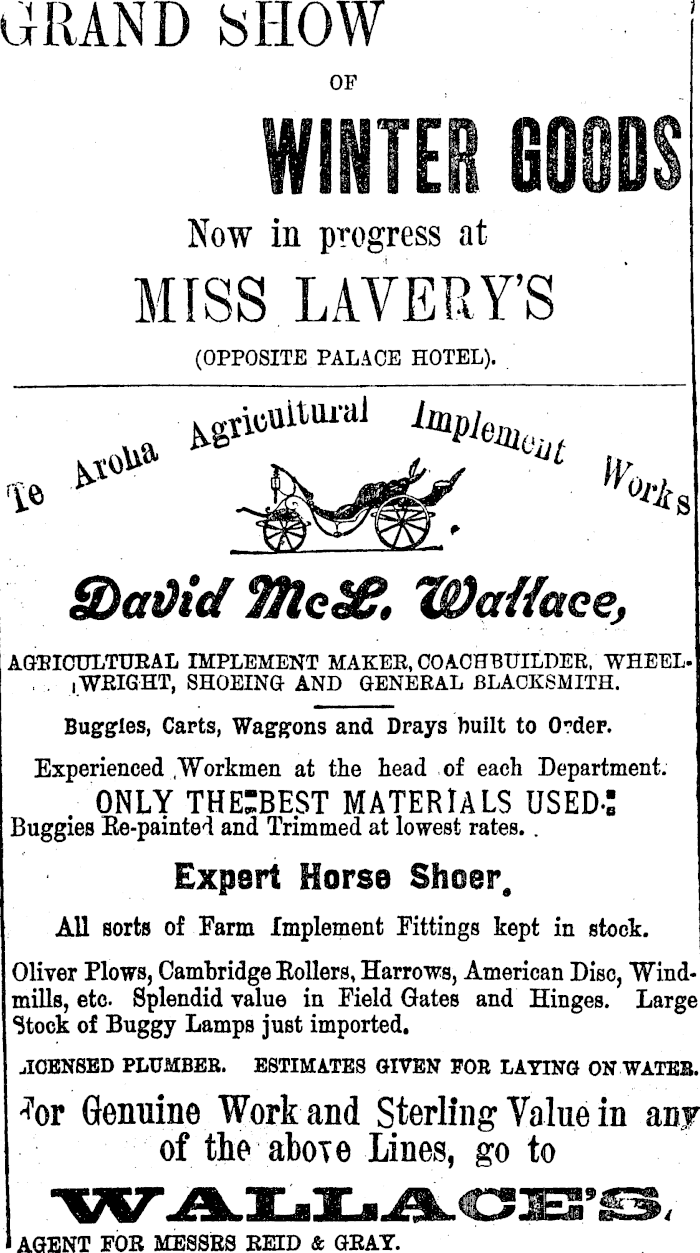 GRAND SHOW
OF
WINTER GOODS
Now in progress at
MISS LAVERY'S
(OPPOSITE PALACE HOTEL).
Te Aroha Agricultural Implement Works
David McL. Wallace,
AGRICULTURAL IMPLEMENT MAKER, COACHBUILDER, WHEEL-
WRIGHT, SHOEING AND GENERAL BLACKSMITH.
Buggies, Carts, Waggons and Drays built to Order.
Experienced Workmen at the head of each Department.
ONLY THE BEST MATERIALS USED.
Buggies Re-painted and Trimmed at lowest rates.
Expert Horse Shoer.
All sorts of Farm Implement Fittings kept in stock.
Oliver Plows, Cambridge Rollers, Harrows, American Disc, Wind-
mills, etc. Splendid value in Field Gates and Hinges. Large
Stock of Buggy Lamps just imported.
LICENSED PLUMBER. ESTIMATES GIVEN FOR LAYING ON WATER.
For Genuine Work and Sterling Value in any
of the above Lines, go to
WALLACE'S,
AGENT FOR MESSRS REID & GRAY.